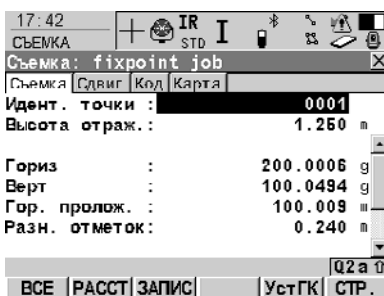 17:42
СЪЕМКА
IR
STD
I
Съемка: fixpoint job
Съемка Сдвиг Код Карта
Идент. точки : 0001
Высота отраж.: 1.250 m
Гориз : 200.0006 g
Верт : 100.0494 g
Гор. пролож. : 100.009 m
Разн. отметок: 0.240 m
Q2a
ВСЕ РАССТ ЗАПИС УстГК СТР.